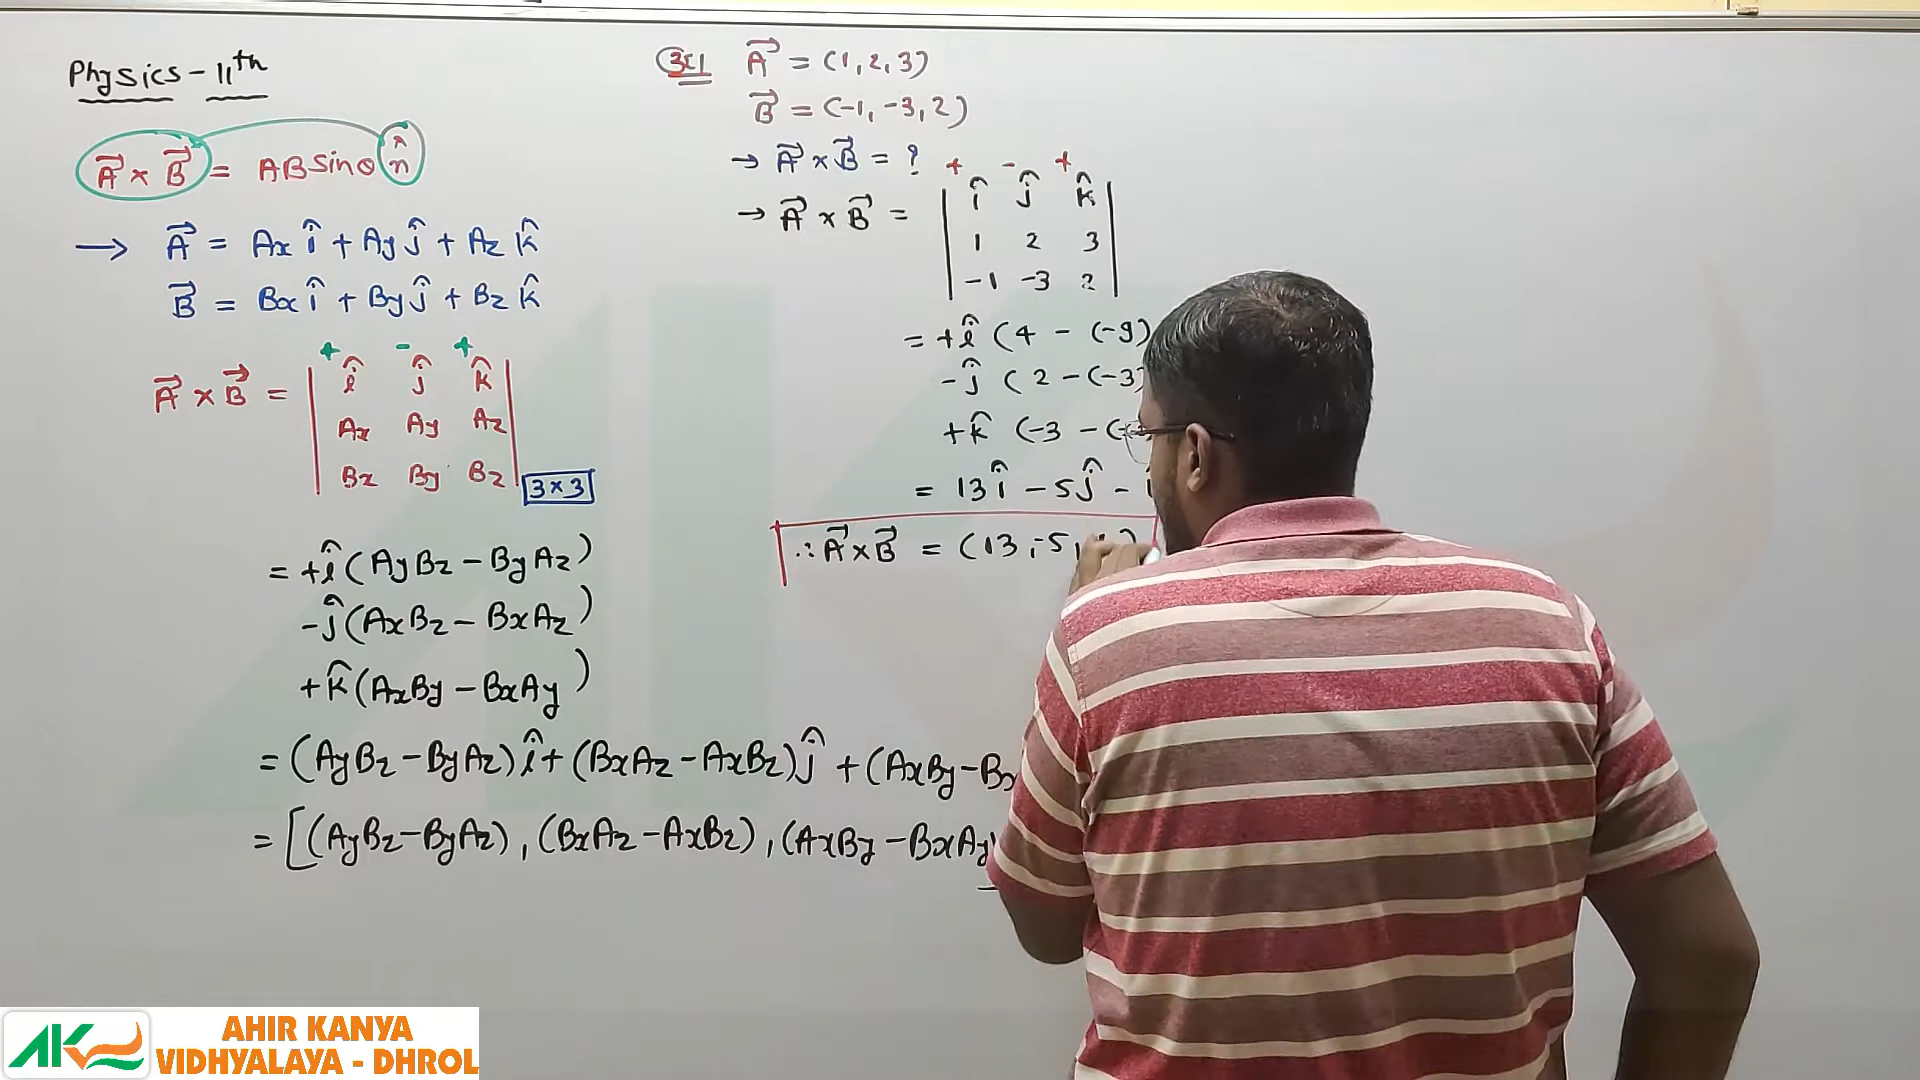 Physics - 11th
A⃗ × B⃗ = AB sinθ n̂
→ A⃗ = Ax î + Ay ĵ + Az k̂
B⃗ = Bx î + By ĵ + Bz k̂
+ - +
A⃗ × B⃗ = | î ĵ k̂ |
| Ax Ay Az |
| Bx By Bz | 3×3
= +î (AyBz - ByAz)
-ĵ (AxBz - BxAz)
+k̂ (AxBy - BxAy)
= (AyBz - ByAz) î + (BxAz - AxBz) ĵ + (AxBy -
= [(AyBz - ByAz), (BxAz - AxBz), (AxBy - BxAy)
A⃗ = (1, 2, 3)
B⃗ = (-1, -3, 2)
→ A⃗ × B⃗ = ?
+ - +
→ A⃗ × B⃗ = | î ĵ k̂ |
| 1 2 3 |
| -1 -3 2 |
= +î (4 - (-9)
-ĵ (2 - (-3)
+k̂ (-3 - (
= 13î - 5ĵ -
∴ A⃗ × B⃗ = (13, -5,
AK
AHIR KANYA
VIDHYALAYA - DHROL